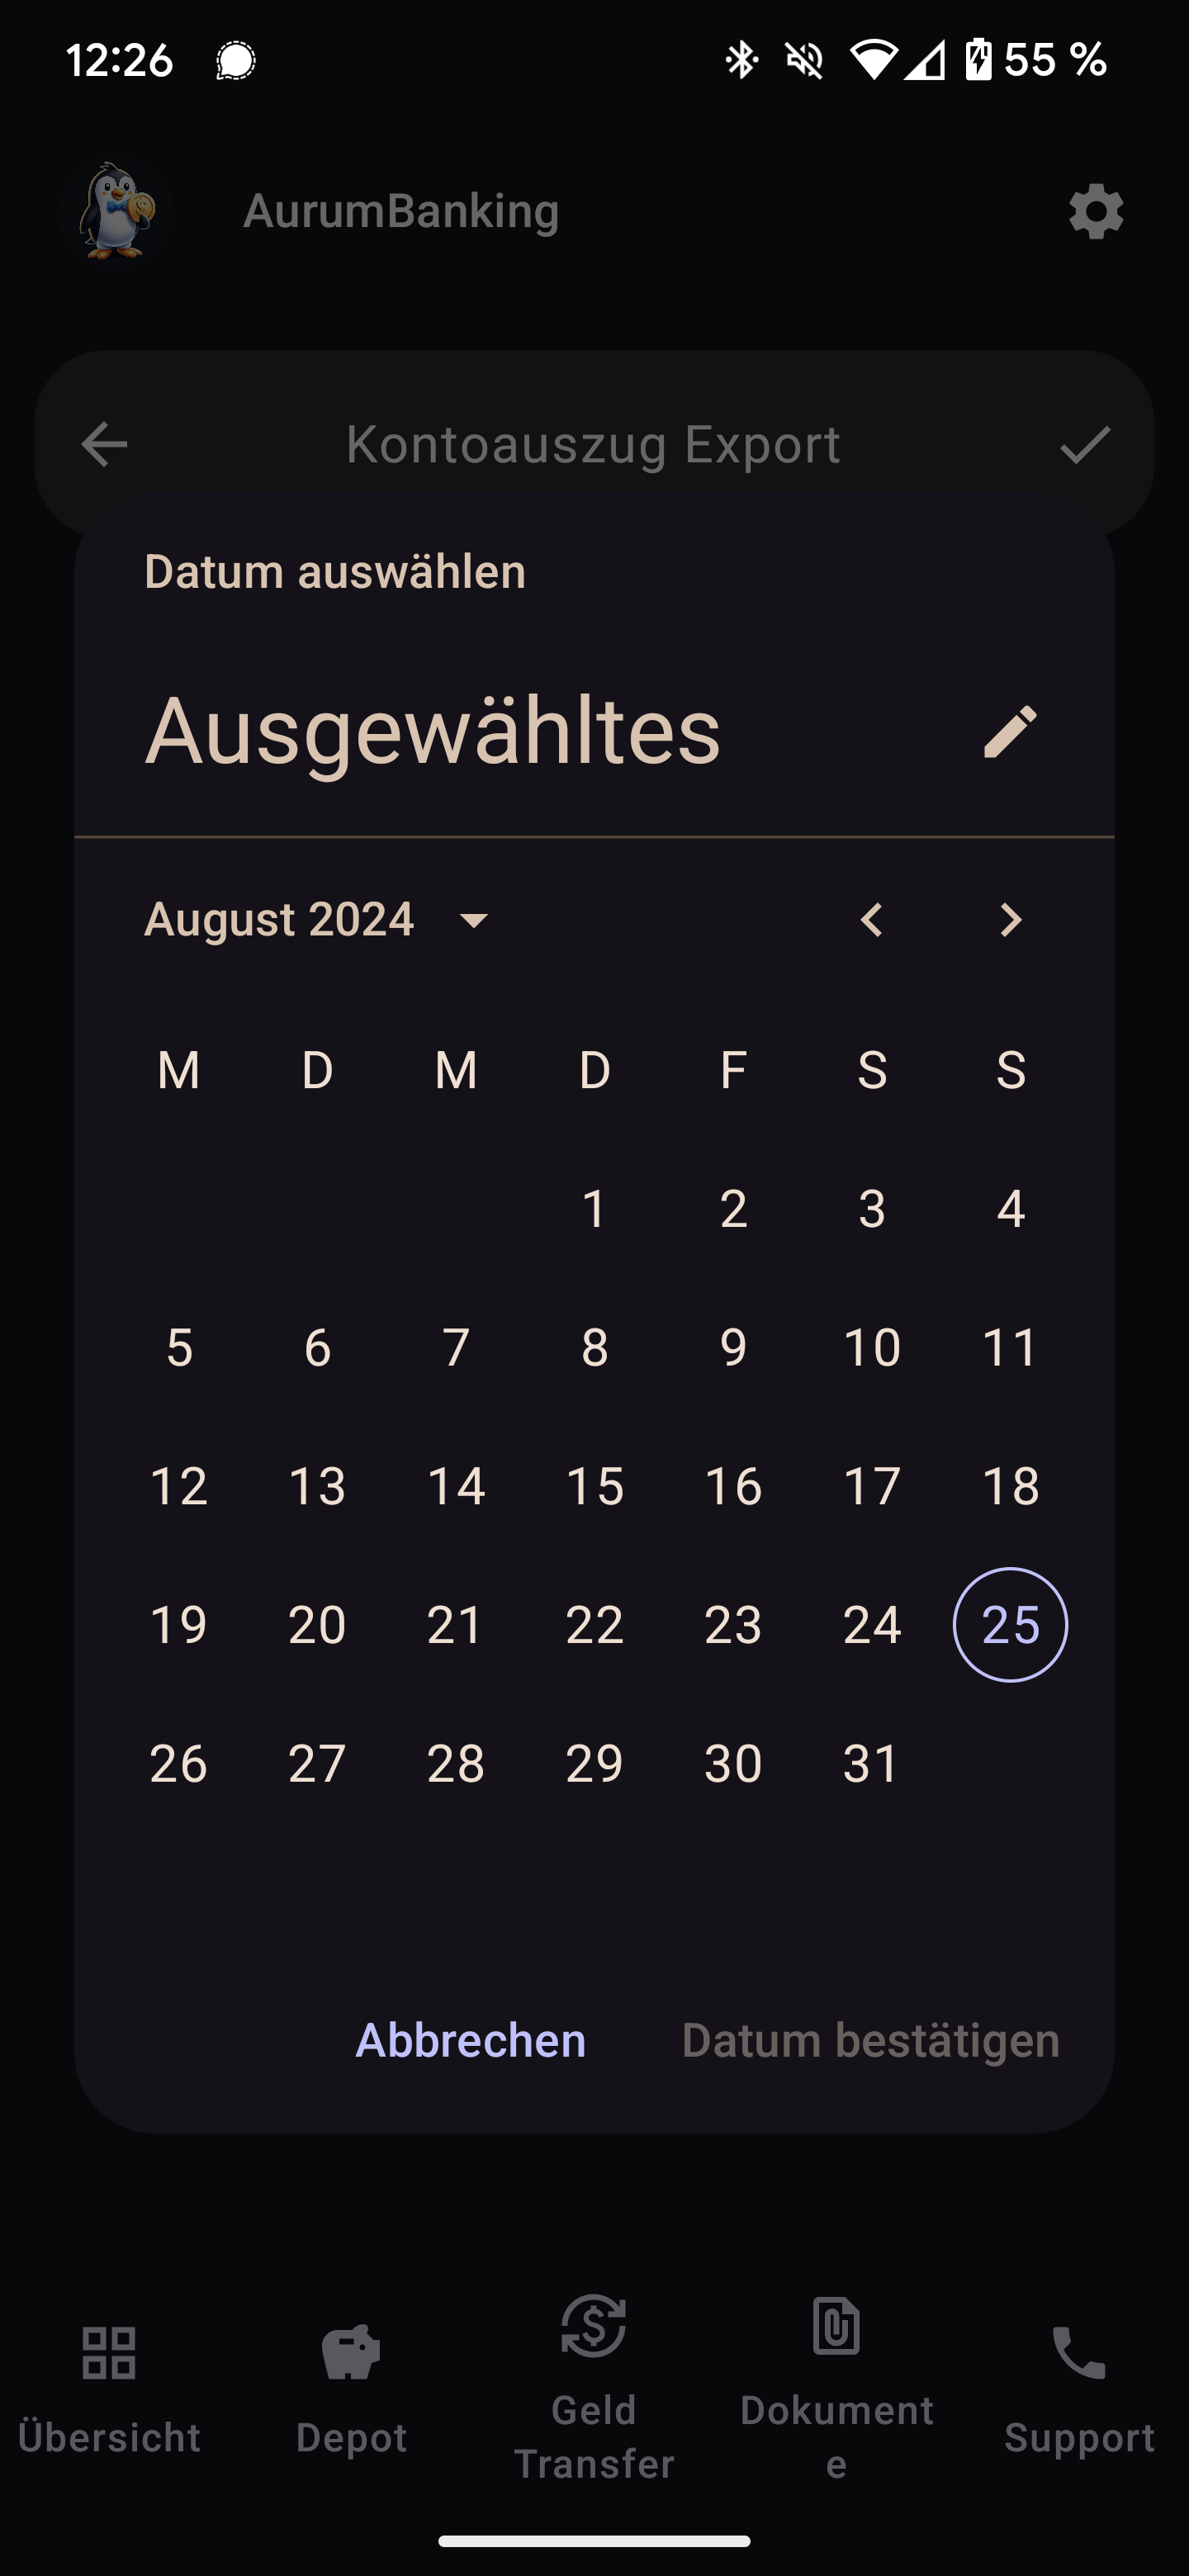 12:26 55 %
AurumBanking
Kontoauszug Export
Datum auswählen
Ausgewähltes
August 2024
M D M D F S S
1 2 3 4
5 6 7 8 9 10 11
12 13 14 15 16 17 18
19 20 21 22 23 24 25
26 27 28 29 30 31
Abbrechen Datum bestätigen
Übersicht
Depot
Geld
Transfer
Dokument
e
Support